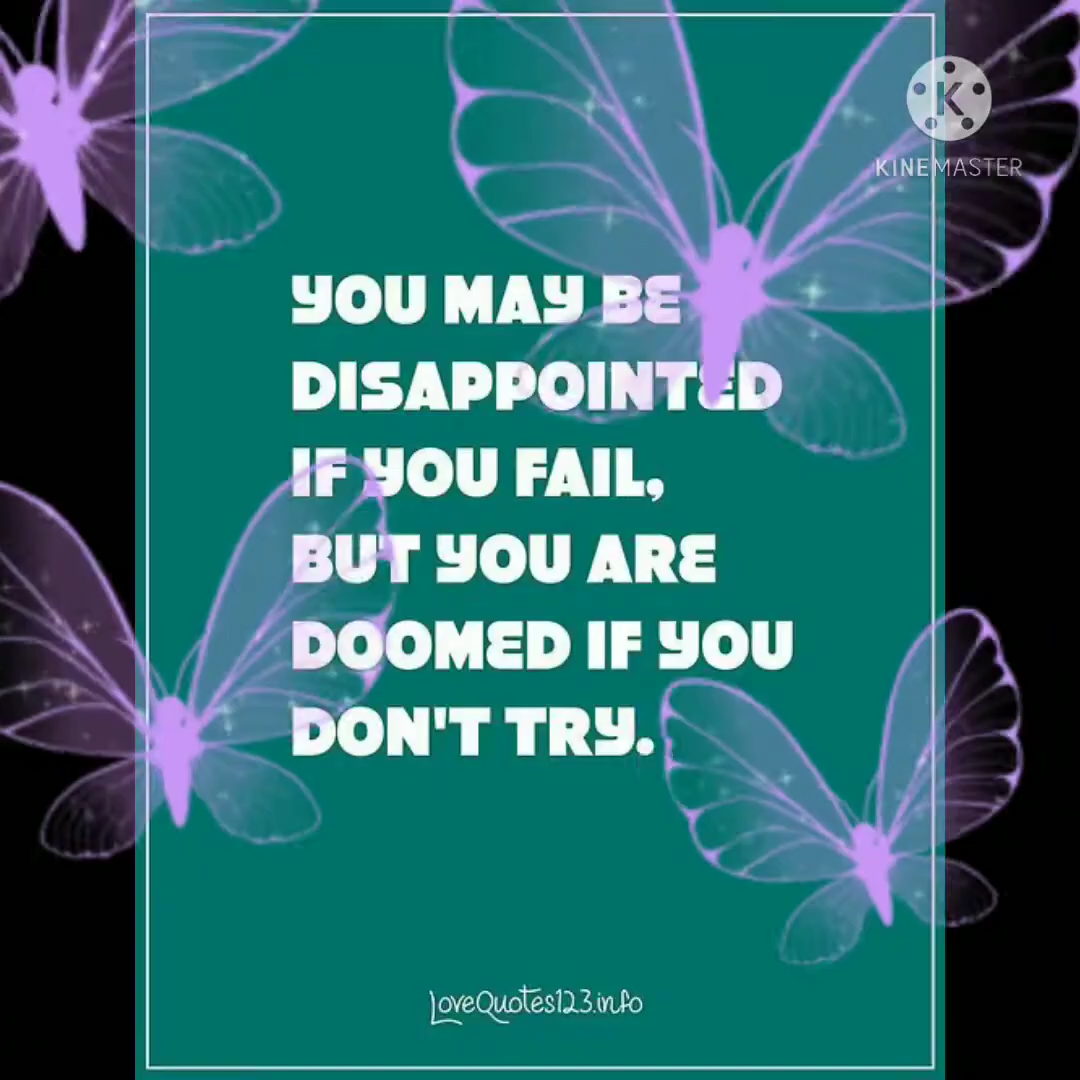 K
KINEMASTER
YOU MAY BE
DISAPPOINTED
IF YOU FAIL,
BUT YOU ARE
DOOMED IF YOU
DON'T TRY.
LoveQuotes123.info